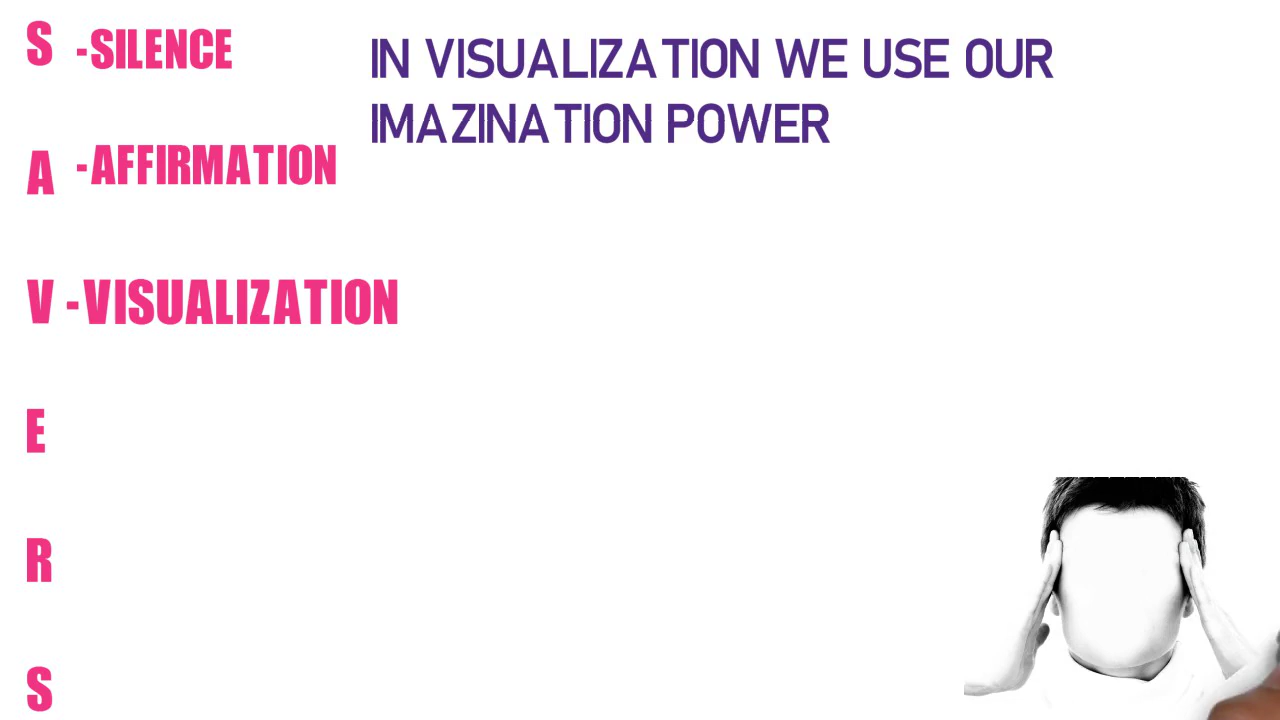 S -SILENCE
IN VISUALIZATION WE USE OUR
IMAZINATION POWER
A -AFFIRMATION
V -VISUALIZATION
E
R
S